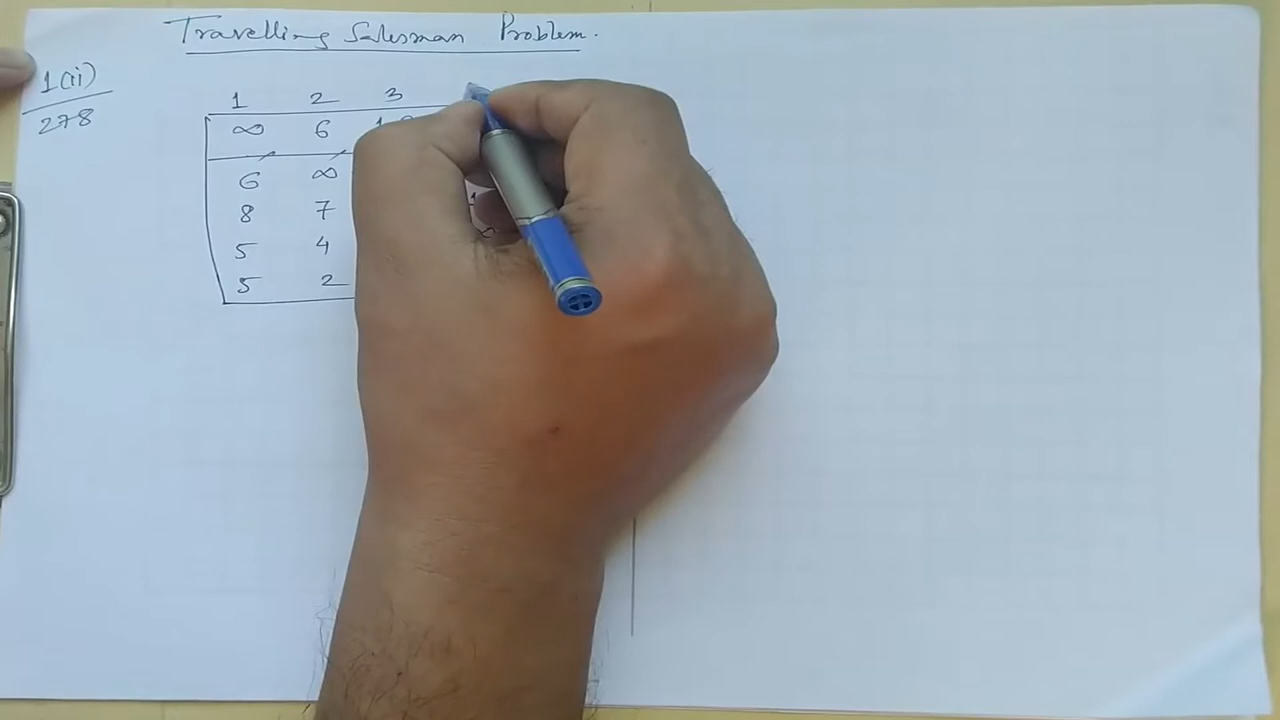 Travelling Salesman Problem.
1(ii)
278
1 2 3
∞ 6
6 ∞
8 7
5 4
5 2